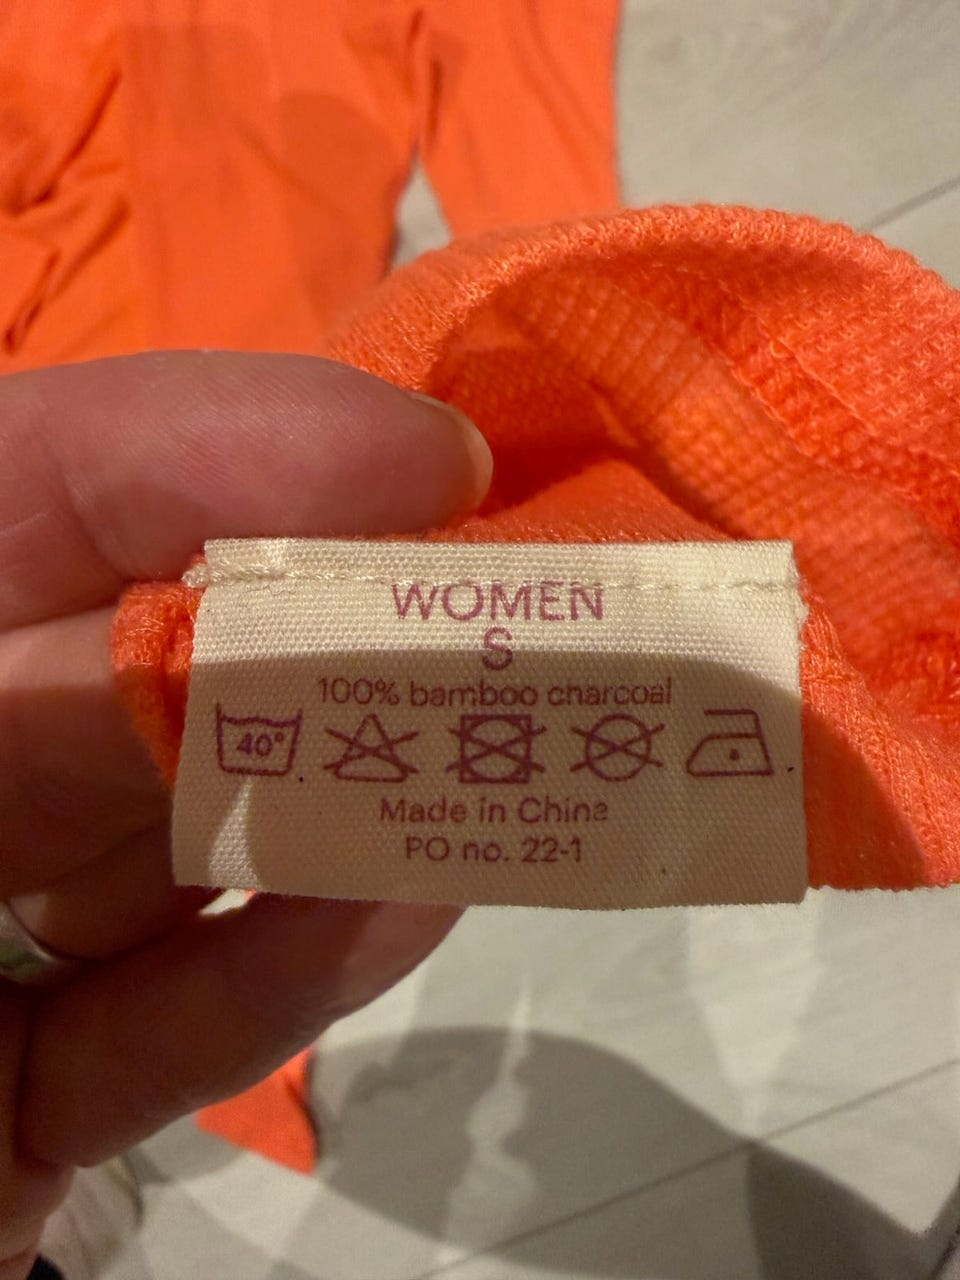 WOMEN
S
100% bamboo charcoal
40°
Made in China
PO no. 22-1